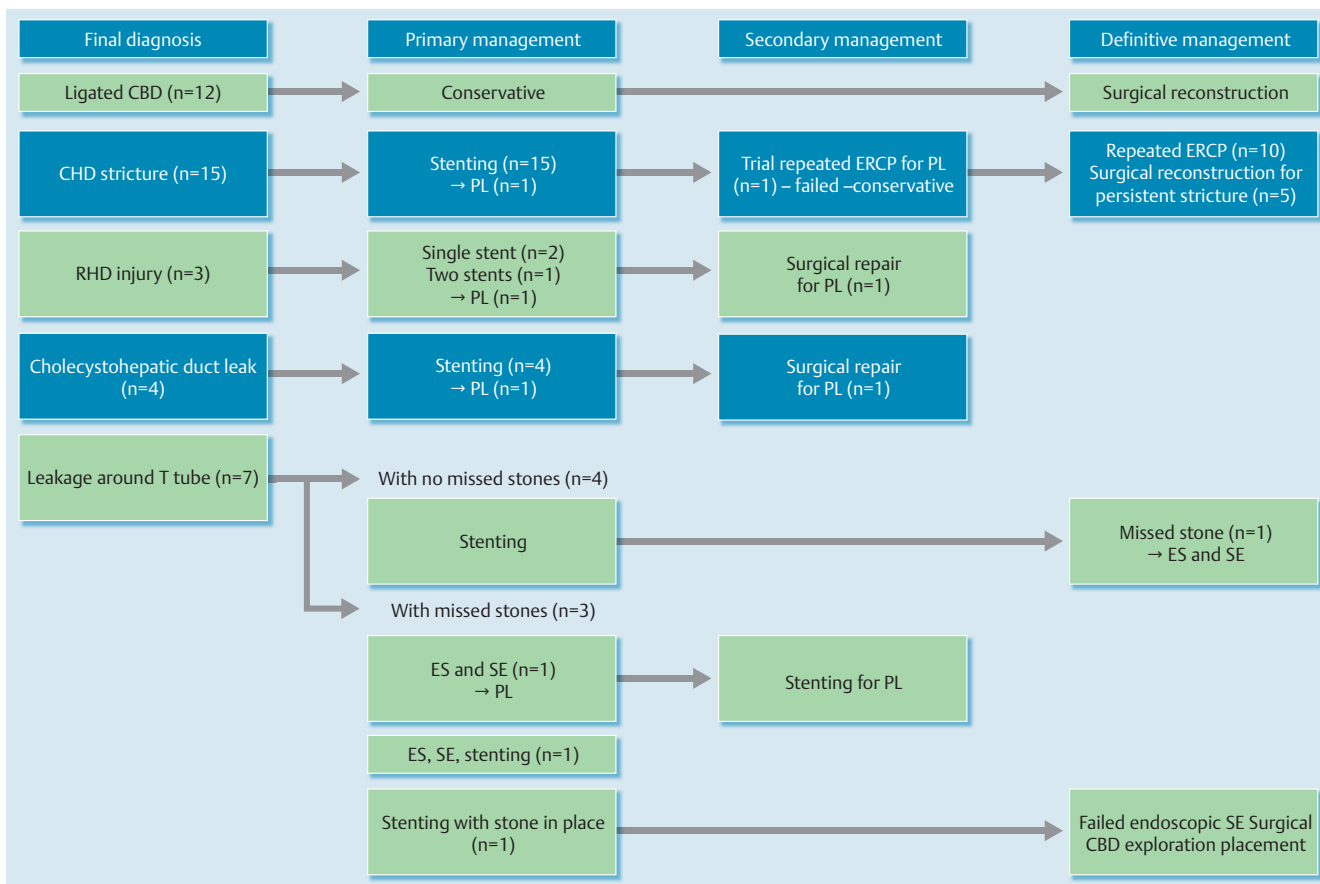 Final diagnosis
Primary management
Secondary management
Definitive management
Ligated CBD (n=12)
Conservative
Surgical reconstruction
CHD stricture (n=15)
Stenting (n=15)
→ PL (n=1)
Trial repeated ERCP for PL
(n=1) – failed –conservative
Repeated ERCP (n=10)
Surgical reconstruction for
persistent stricture (n=5)
RHD injury (n=3)
Single stent (n=2)
Two stents (n=1)
→ PL (n=1)
Surgical repair
for PL (n=1)
Cholecystohepatic duct leak
(n=4)
Stenting (n=4)
→ PL (n=1)
Surgical repair
for PL (n=1)
Leakage around T tube (n=7)
With no missed stones (n=4)
Stenting
Missed stone (n=1)
→ ES and SE
With missed stones (n=3)
ES and SE (n=1)
→ PL
Stenting for PL
ES, SE, stenting (n=1)
Stenting with stone in place
(n=1)
Failed endoscopic SE Surgical
CBD exploration placement